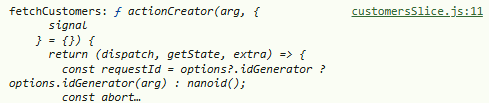 fetchCustomers: ƒ actionCreator(arg, { customersSlice.js:11
signal
} = {}) {
return (dispatch, getState, extra) => {
const requestId = options?.idGenerator ?
options.idGenerator(arg) : nanoid();
const abort…